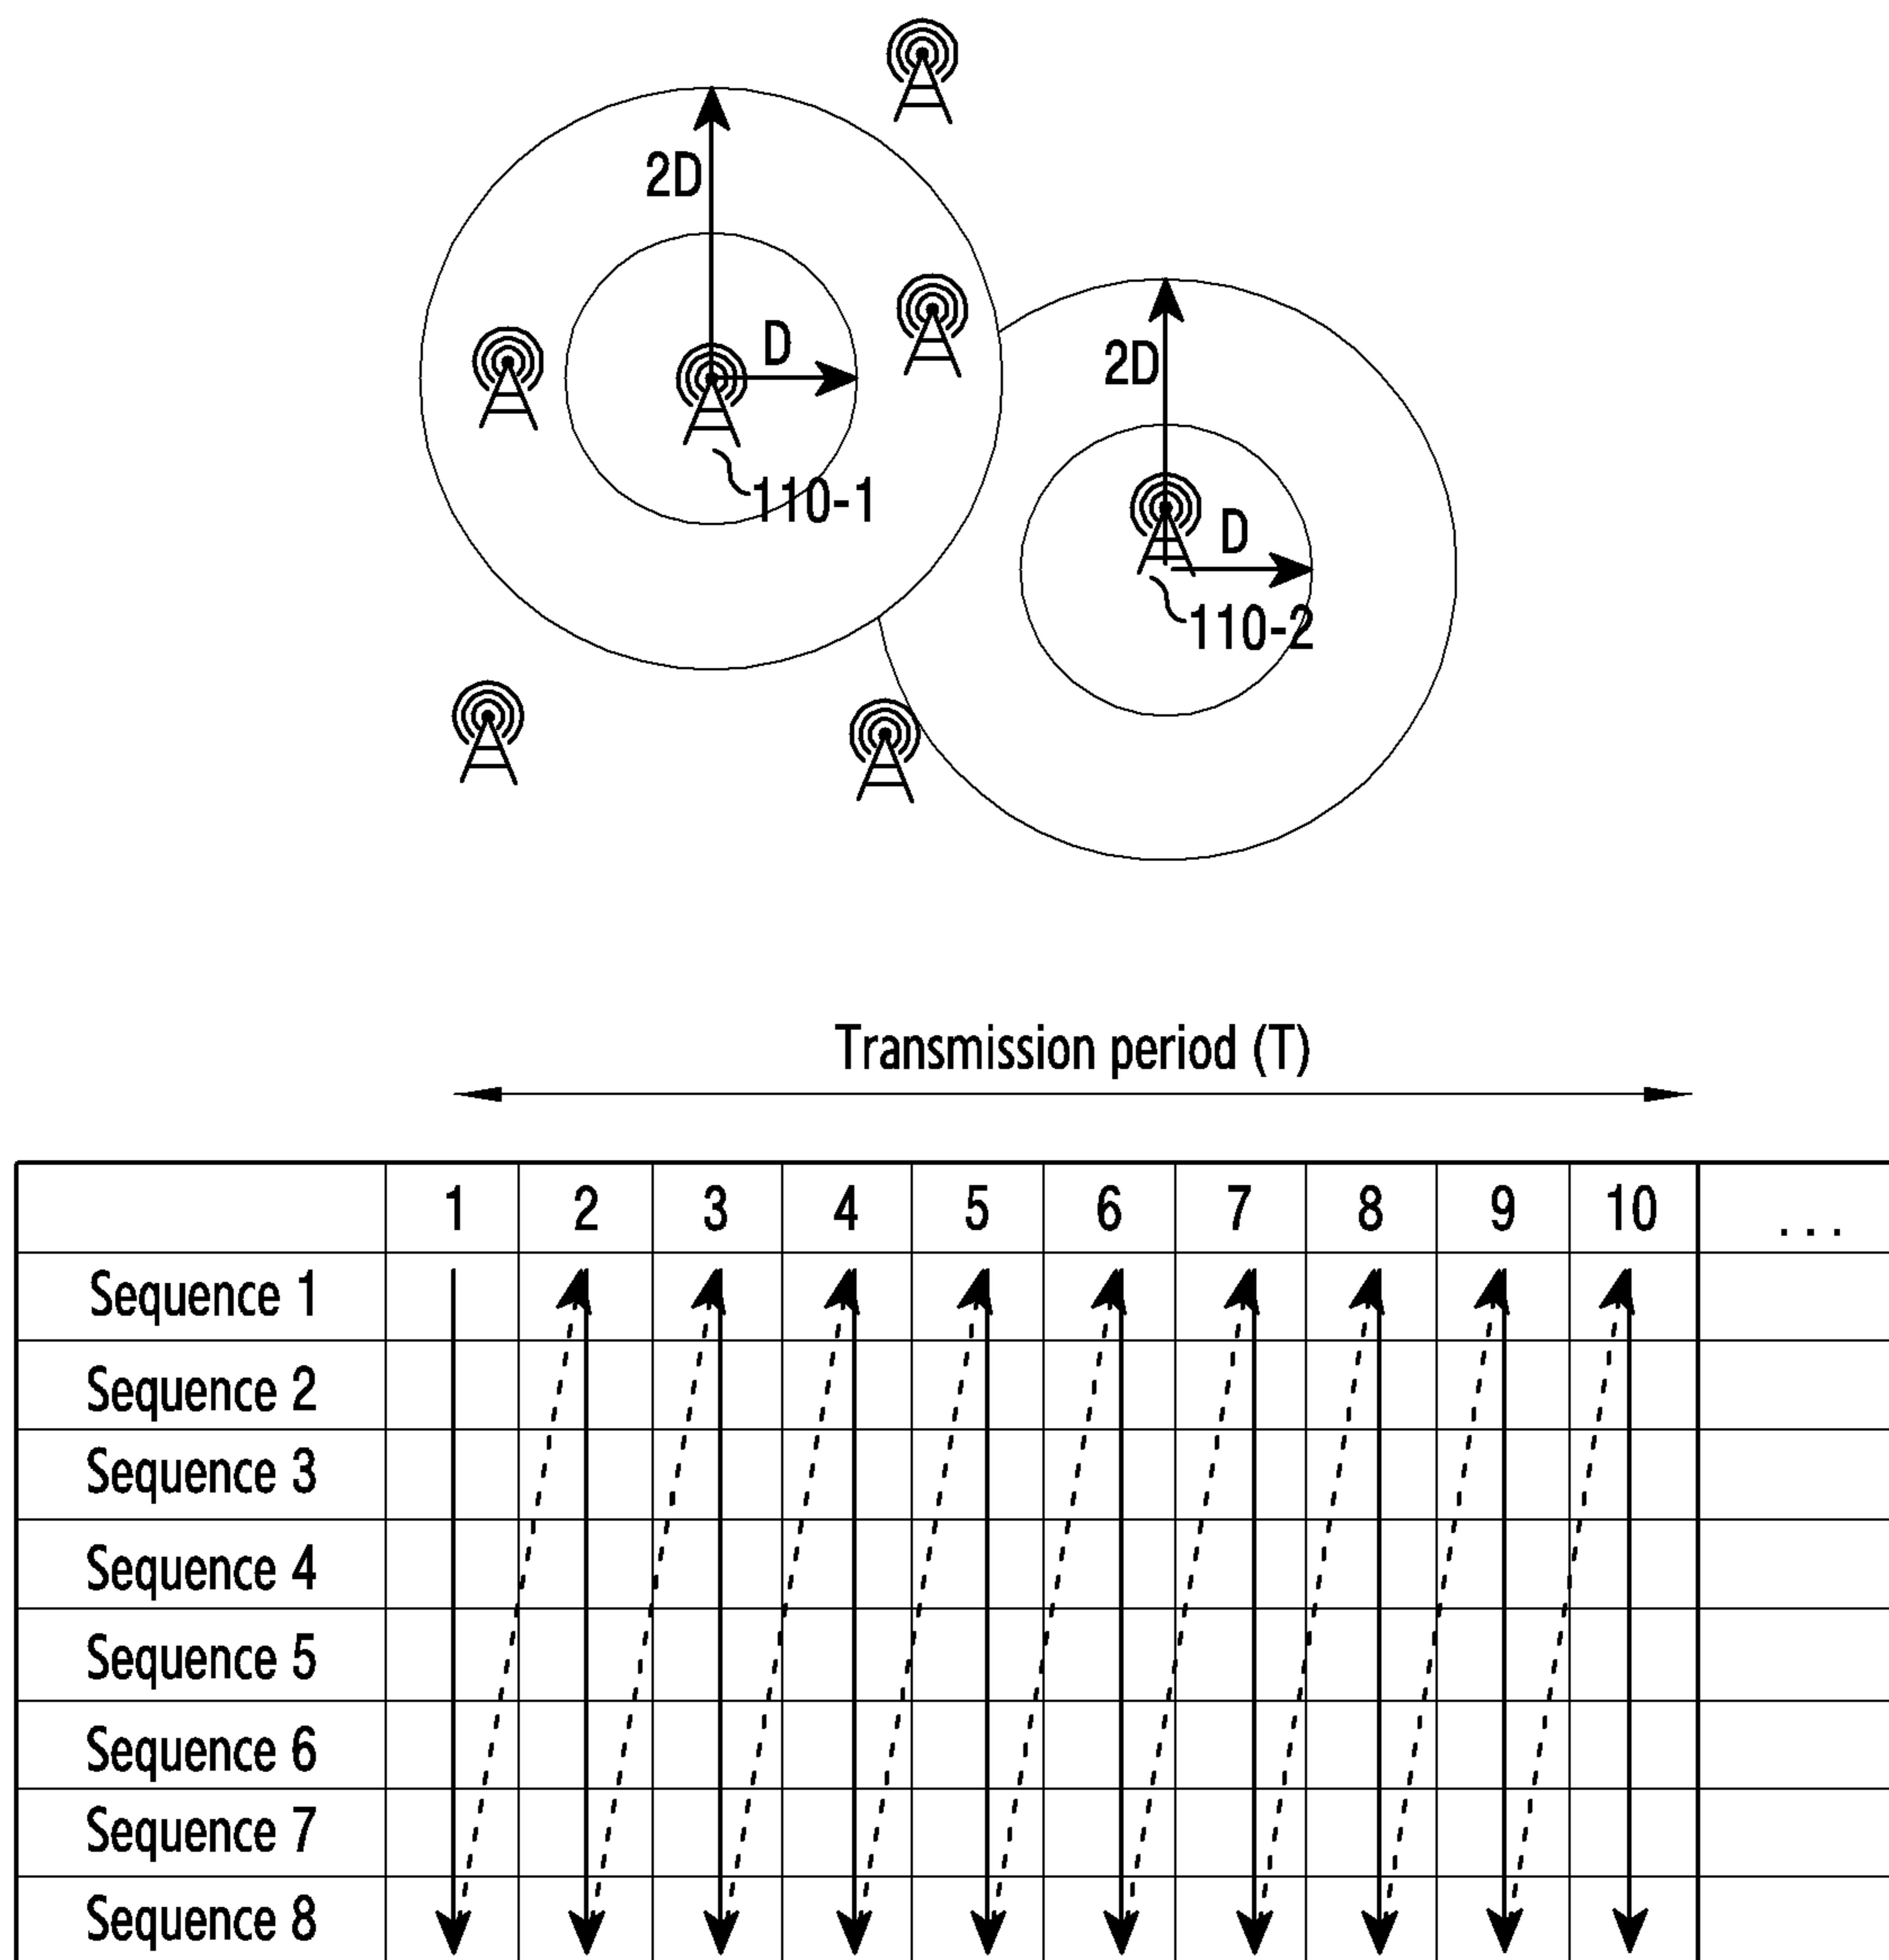 2D
D
110-1
2D
D
110-2
Transmission period (T)
1 2 3 4 5 6 7 8 9 10 ...
Sequence 1
Sequence 2
Sequence 3
Sequence 4
Sequence 5
Sequence 6
Sequence 7
Sequence 8